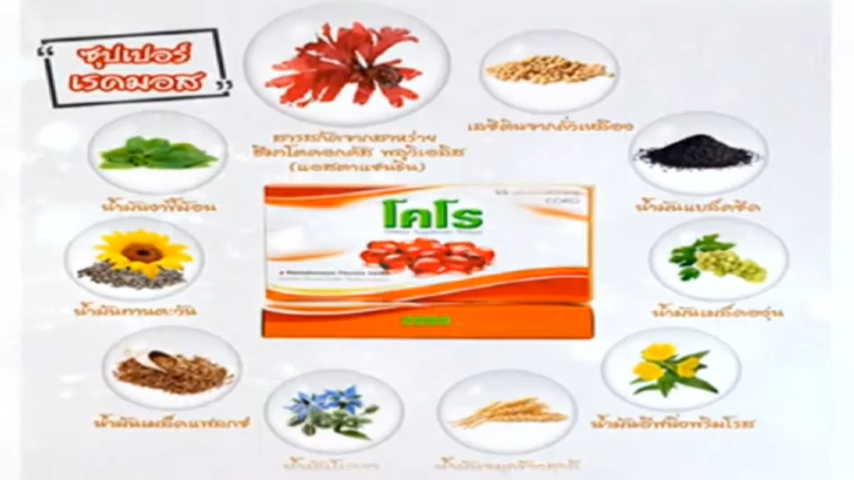 “ ซุปเปอร์
เรดมอส ”
สารสกัดจากสาหร่าย
ฮีมาโตคอกคัส พลูวิเอลิส
(แอสตาแซนธิน)
เลซิตินจากถั่วเหลือง
น้ำมันงาขี้ม้อน
น้ำมันแบล็คซีด
โคโร
CORO
น้ำมันทานตะวัน
น้ำมันเมล็ดองุ่น
CORO
น้ำมันเมล็ดแฟลกซ์
น้ำมันอีฟนิ่งพริมโรส